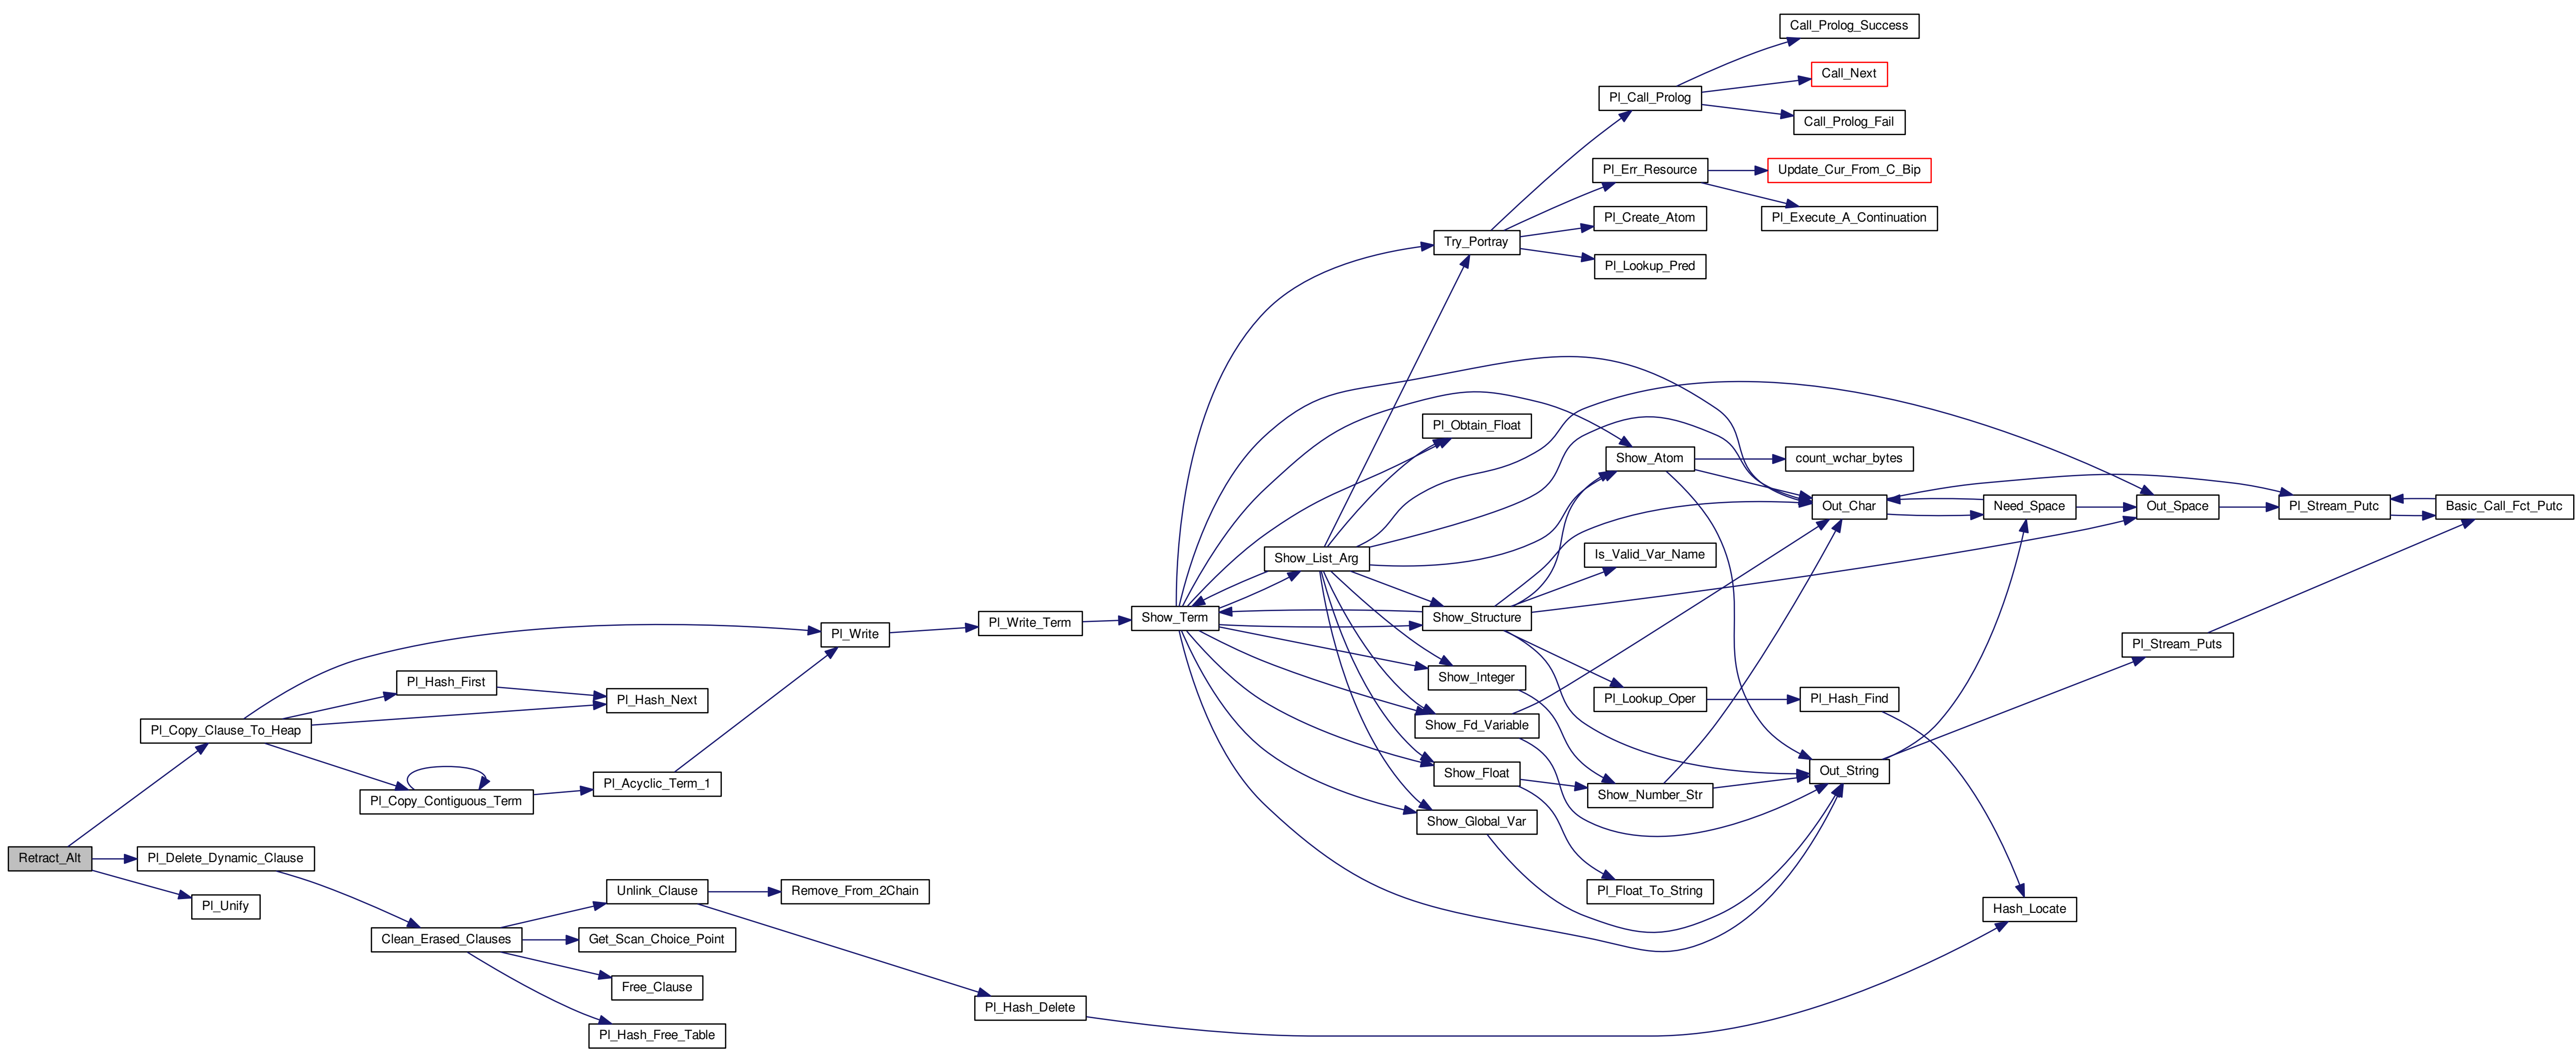 Call_Prolog_Success
Call_Next
Pl_Call_Prolog
Call_Prolog_Fail
Pl_Err_Resource
Update_Cur_From_C_Bip
Pl_Create_Atom
Pl_Execute_A_Continuation
Try_Portray
Pl_Lookup_Pred
Pl_Obtain_Float
Show_Atom
count_wchar_bytes
Out_Char
Need_Space
Out_Space
Pl_Stream_Putc
Basic_Call_Fct_Putc
Show_List_Arg
Is_Valid_Var_Name
Show_Term
Show_Structure
Pl_Write_Term
Pl_Write
Pl_Stream_Puts
Show_Integer
Pl_Hash_First
Pl_Hash_Next
Pl_Lookup_Oper
Pl_Hash_Find
Show_Fd_Variable
Pl_Copy_Clause_To_Heap
Show_Float
Out_String
Pl_Acyclic_Term_1
Show_Number_Str
Pl_Copy_Contiguous_Term
Show_Global_Var
Retract_Alt
Pl_Delete_Dynamic_Clause
Unlink_Clause
Remove_From_2Chain
Pl_Float_To_String
Pl_Unify
Hash_Locate
Clean_Erased_Clauses
Get_Scan_Choice_Point
Free_Clause
Pl_Hash_Delete
Pl_Hash_Free_Table